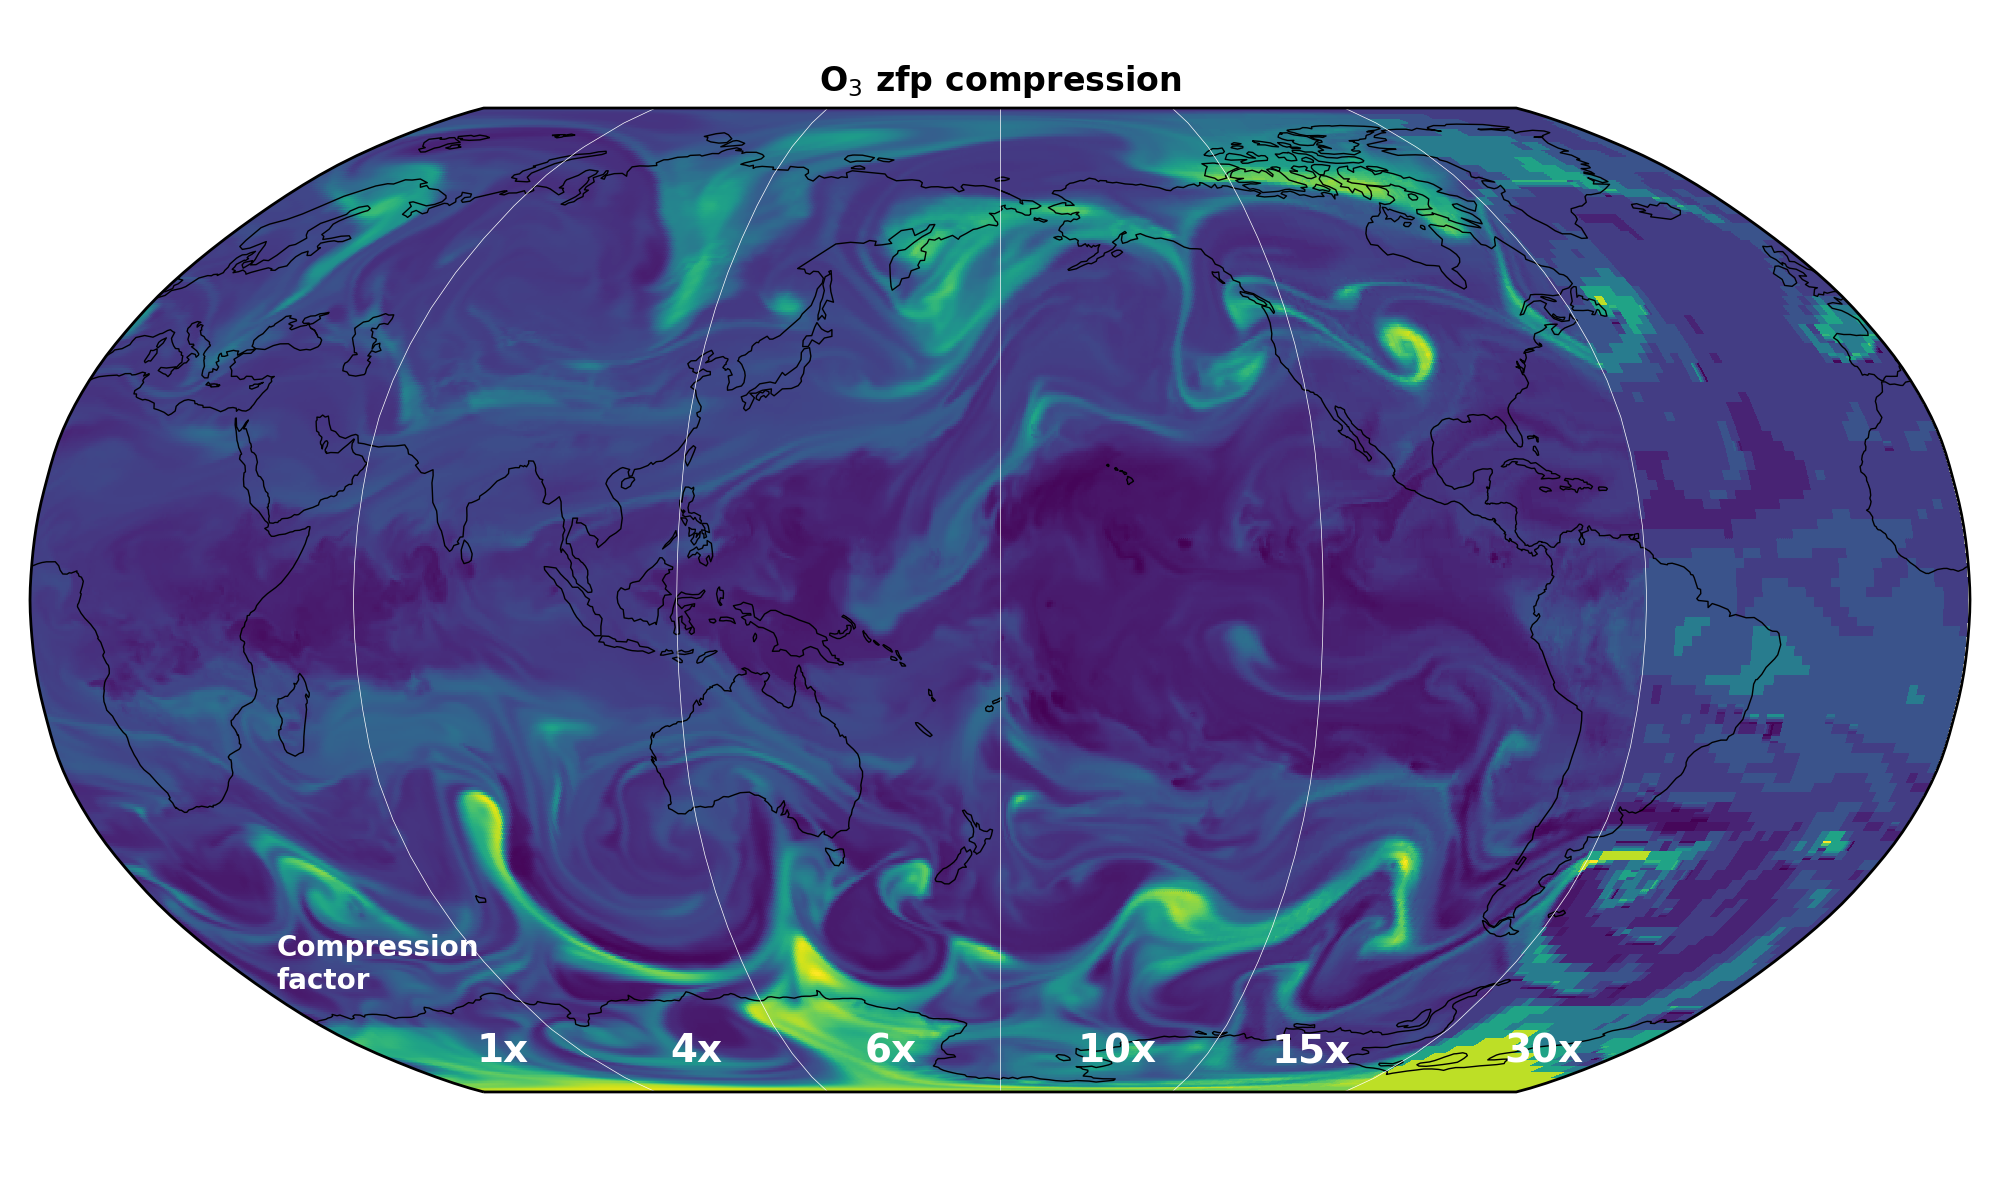 O₃ zfp compression
Compression
factor
1x 4x 6x 10x 15x 30x